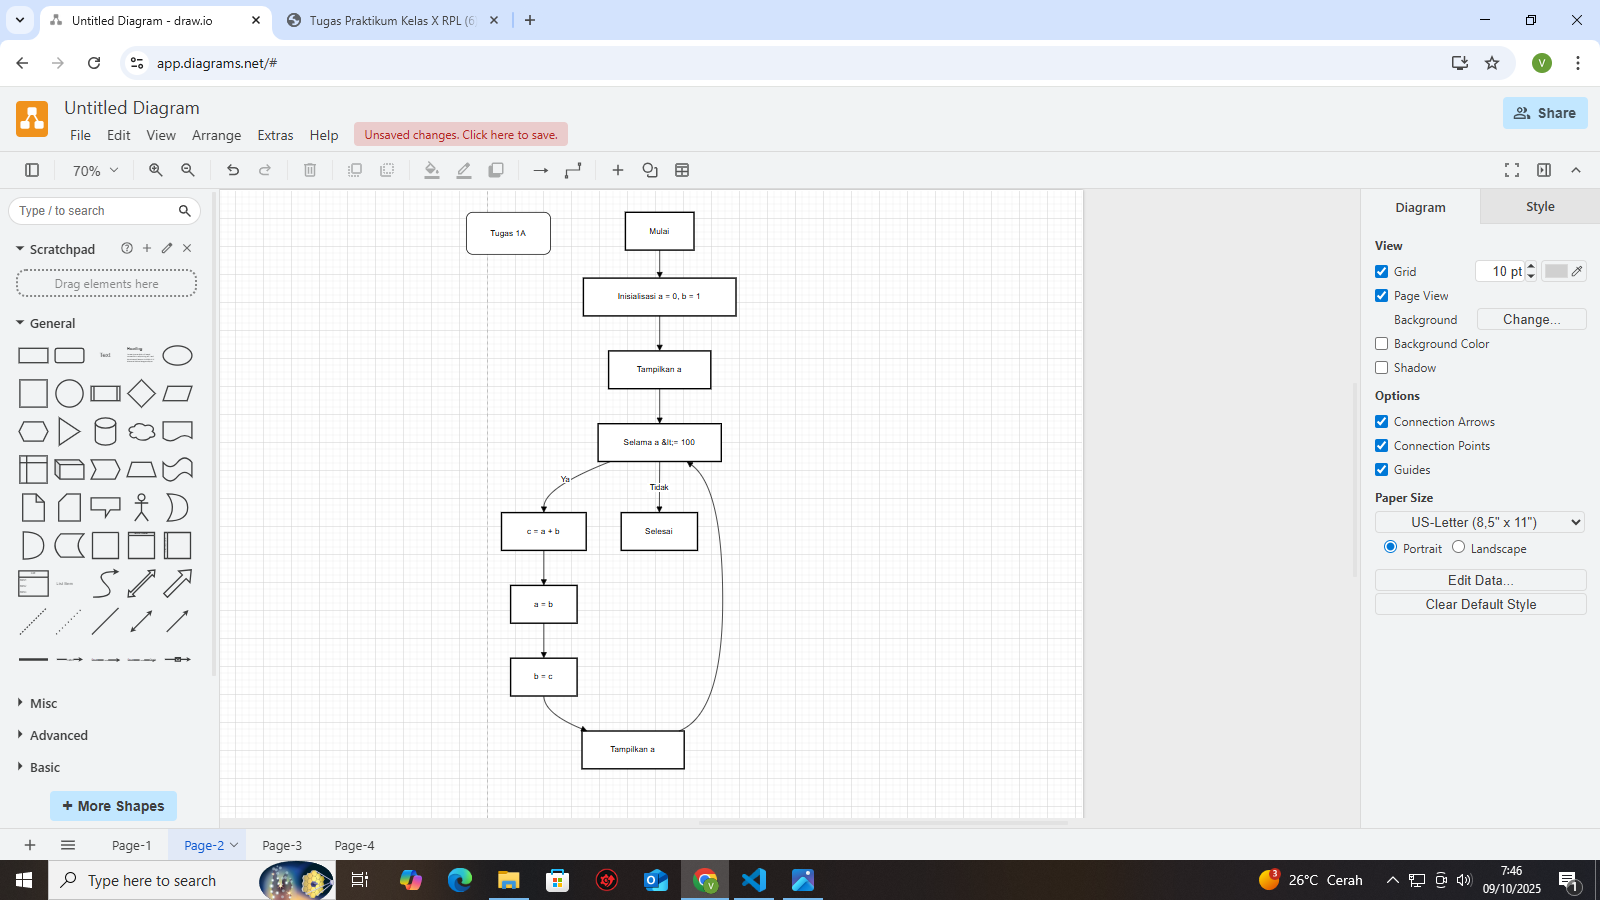 Untitled Diagram - draw.io
Tugas Praktikum Kelas X RPL (6
app.diagrams.net/#
V
Untitled Diagram
File Edit View Arrange Extras Help
Unsaved changes. Click here to save.
Share
70%
Type / to search
Scratchpad
Drag elements here
General
Text
Heading
List Item
Misc
Advanced
Basic
+ More Shapes
Tugas 1A
Mulai
Inisialisasi a = 0, b = 1
Tampilkan a
Selama a &lt;= 100
Ya
Tidak
c = a + b
Selesai
a = b
b = c
Tampilkan a
Diagram
Style
View
Grid
10 pt
Page View
Background
Change...
Background Color
Shadow
Options
Connection Arrows
Connection Points
Guides
Paper Size
US-Letter (8,5" x 11")
Portrait
Landscape
Edit Data...
Clear Default Style
Page-1
Page-2
Page-3
Page-4
Type here to search
V
3
26°C Cerah
7:46
09/10/2025
1